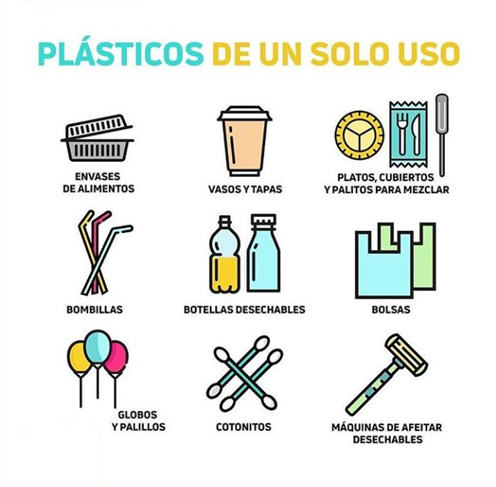 PLÁSTICOS DE UN SOLO USO
ENVASES
DE ALIMENTOS
VASOS Y TAPAS
PLATOS, CUBIERTOS
Y PALITOS PARA MEZCLAR
BOMBILLAS
BOTELLAS DESECHABLES
BOLSAS
GLOBOS
Y PALILLOS
COTONITOS
MÁQUINAS DE AFEITAR
DESECHABLES